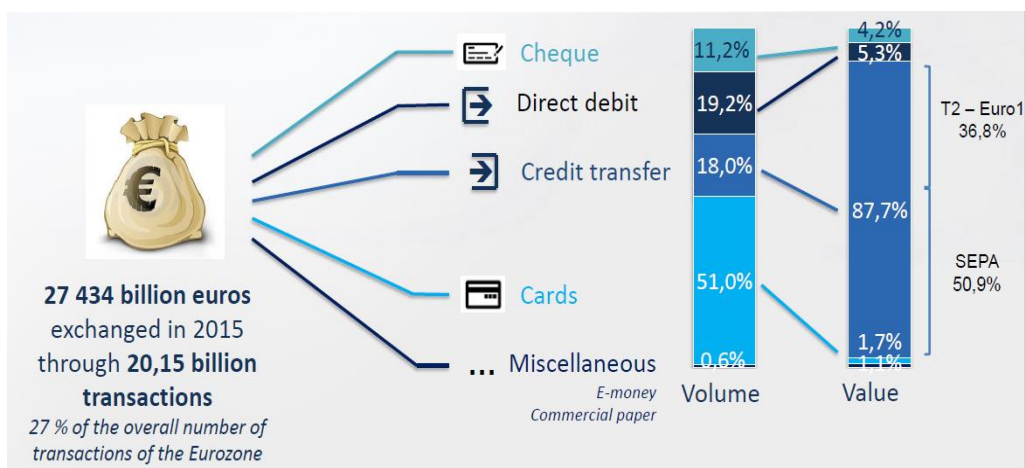 27 434 billion euros
exchanged in 2015
through 20,15 billion
transactions
27 % of the overall number of
transactions of the Eurozone
Cheque
Direct debit
Credit transfer
Cards
... Miscellaneous
E-money
Commercial paper
11,2%
19,2%
18,0%
51,0%
0,6%
Volume
4,2%
5,3%
87,7%
1,7%
1,1%
Value
T2 – Euro1
36,8%
SEPA
50,9%
€